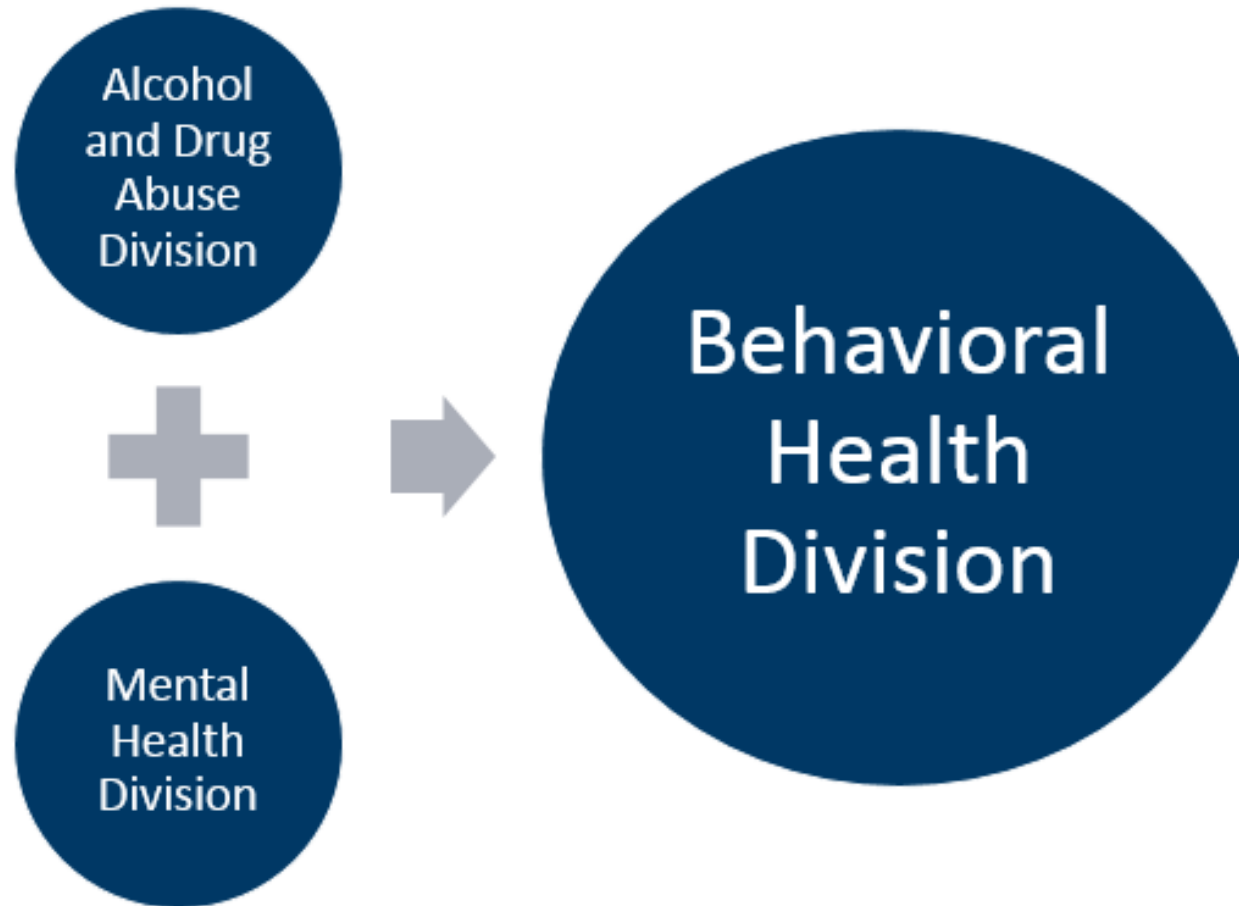 Alcohol
and Drug
Abuse
Division
Mental
Health
Division
Behavioral
Health
Division